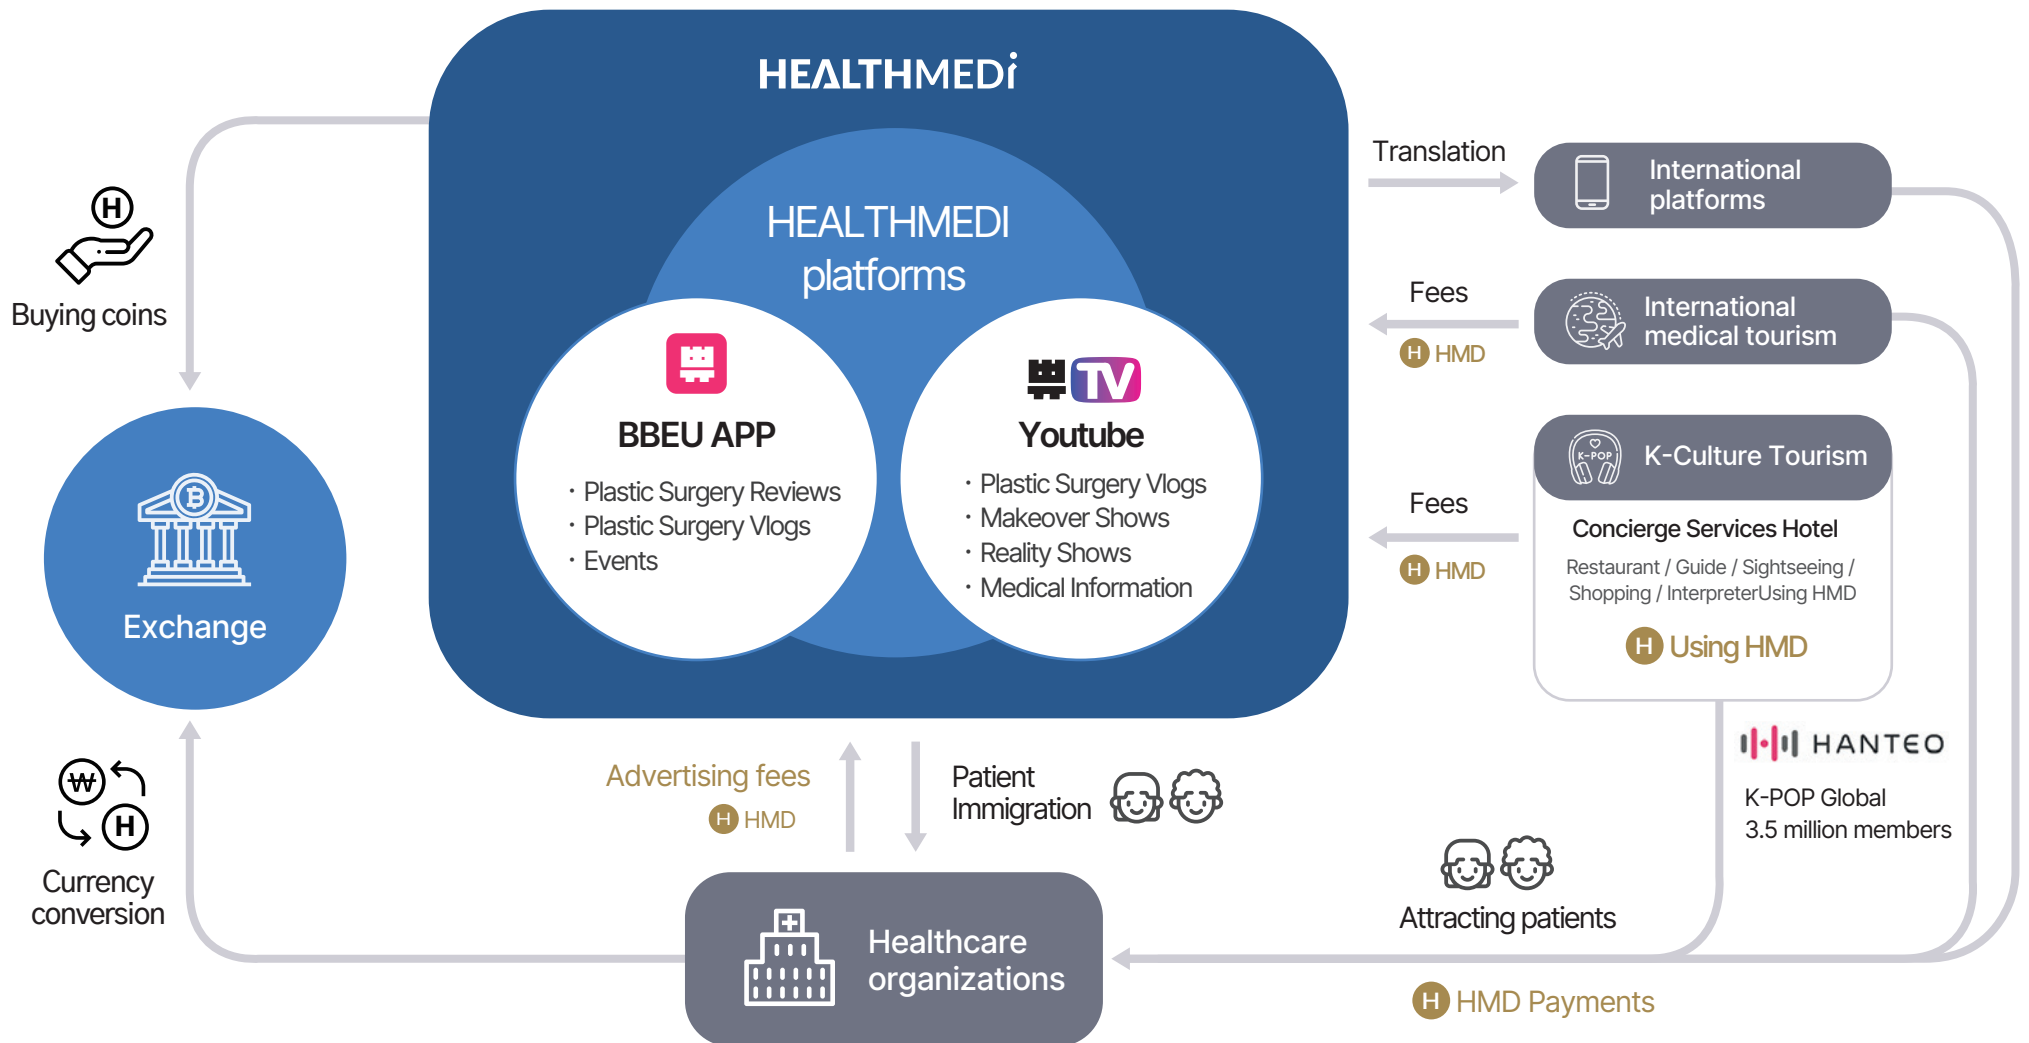 HEALTHMEDi
HEALTHMEDI
platforms
BBEU APP
· Plastic Surgery Reviews
· Plastic Surgery Vlogs
· Events
TV
Youtube
· Plastic Surgery Vlogs
· Makeover Shows
· Reality Shows
· Medical Information
H
Buying coins
B
Exchange
₩
H
Currency
conversion
Translation
International
platforms
Fees
H HMD
International
medical tourism
Fees
H HMD
K-POP
K-Culture Tourism
Concierge Services Hotel
Restaurant / Guide / Sightseeing /
Shopping / InterpreterUsing HMD
H Using HMD
HANTEO
K-POP Global
3.5 million members
Advertising fees
H HMD
Patient
Immigration
Attracting patients
H HMD Payments
Healthcare
organizations